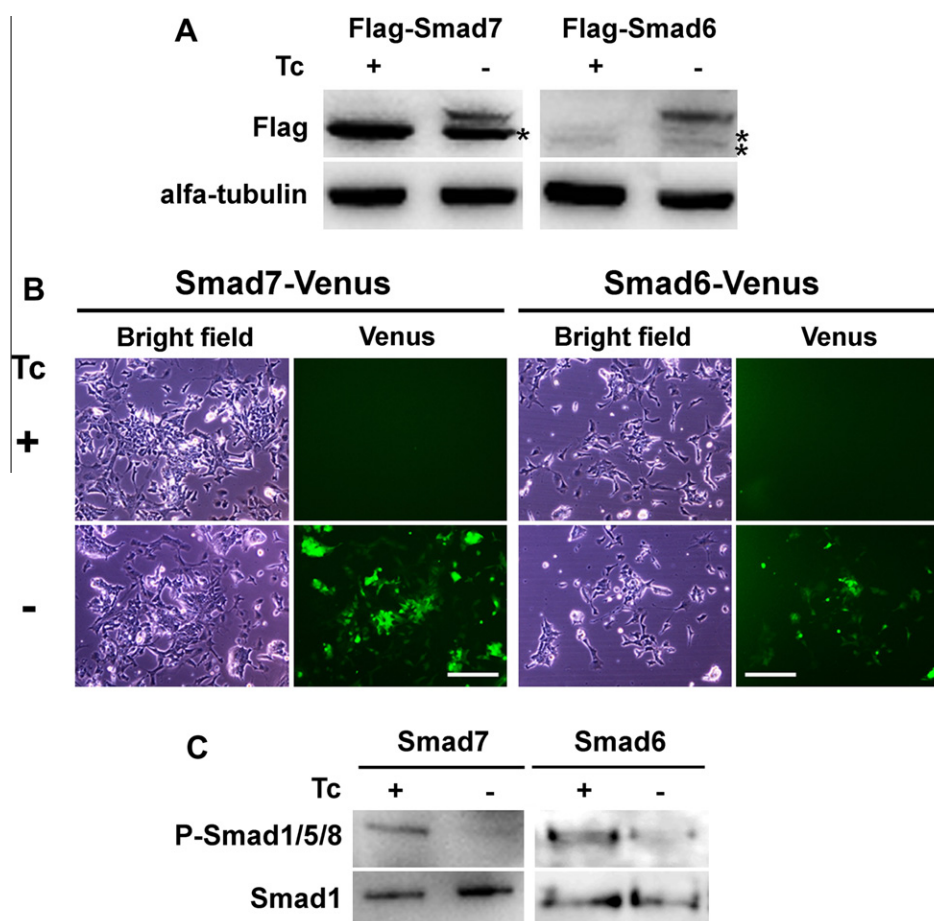 A
Flag-Smad7 Flag-Smad6
Tc + - + -
Flag * * *
alfa-tubulin
B
Smad7-Venus Smad6-Venus
Bright field Venus Bright field Venus
Tc
+
-
C
Smad7 Smad6
Tc + - + -
P-Smad1/5/8
Smad1